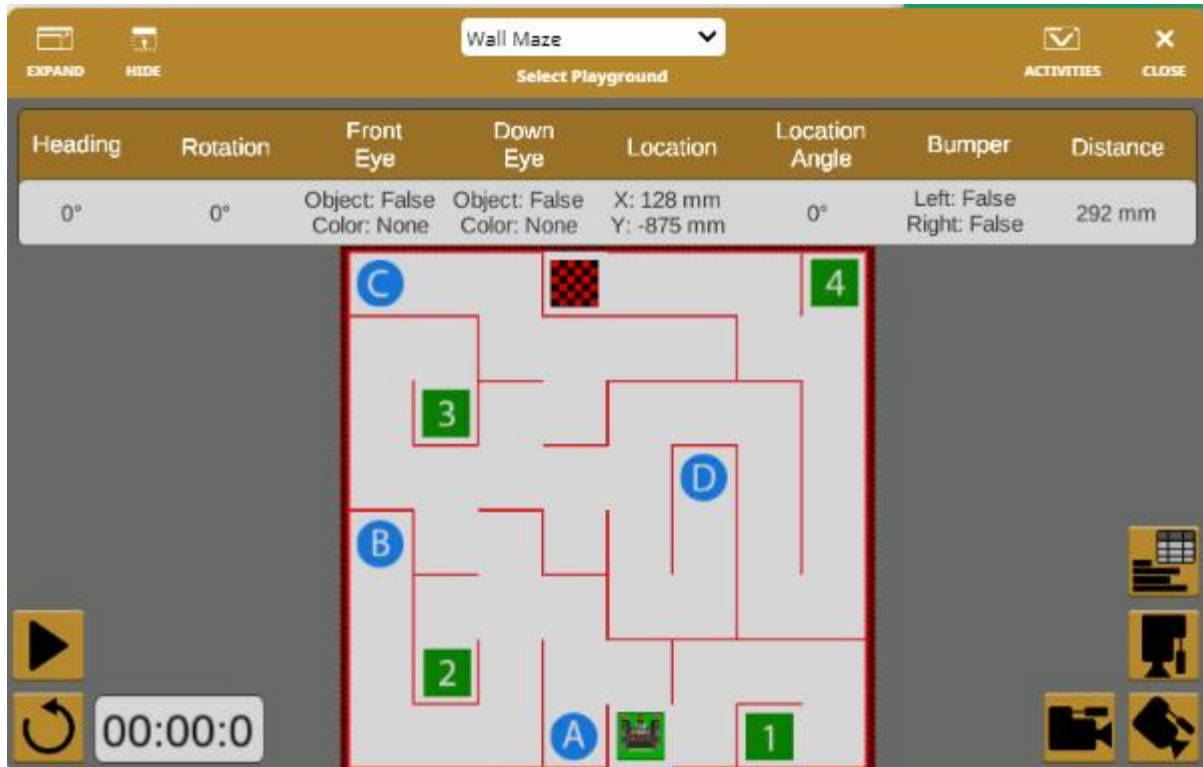 EXPAND
HIDE
Wall Maze
Select Playground
ACTIVITIES
CLOSE
Heading
Rotation
Front
Eye
Down
Eye
Location
Location
Angle
Bumper
Distance
0°
0°
Object: False
Color: None
Object: False
Color: None
X: 128 mm
Y: -875 mm
0°
Left: False
Right: False
292 mm
C
4
3
D
B
2
A
1
00:00:0